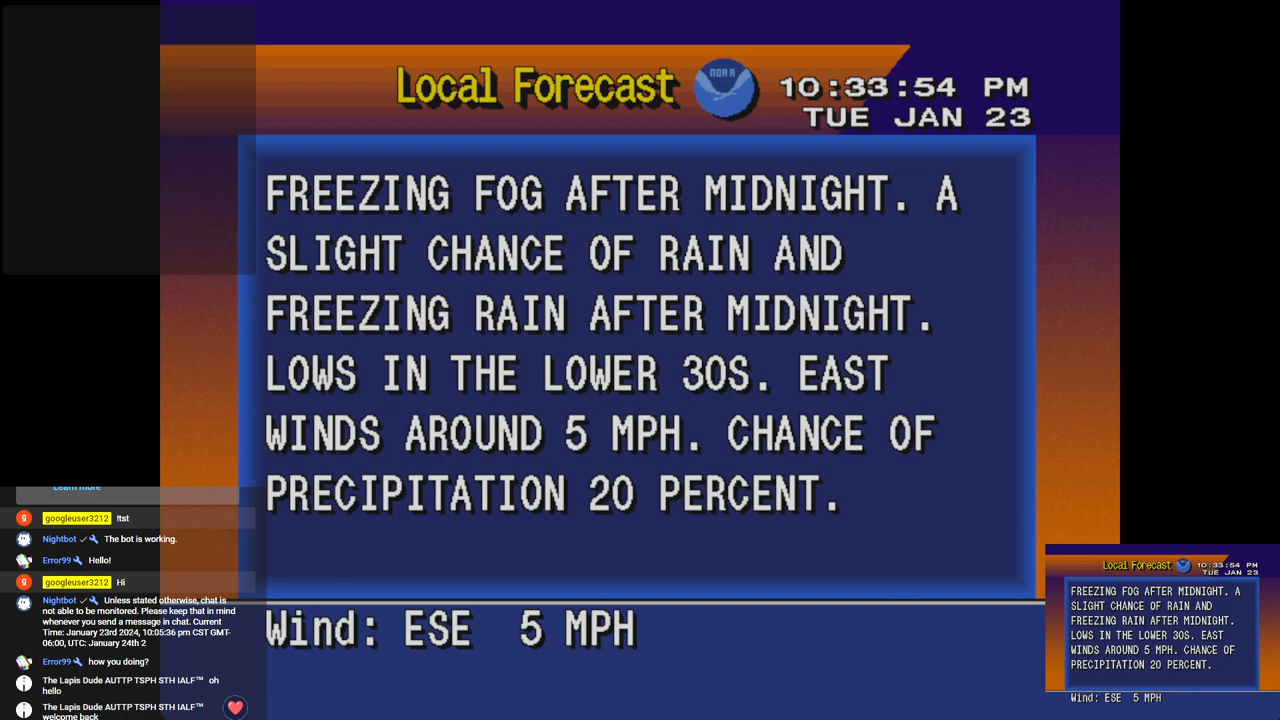 Local Forecast
NOAA
10:33:54 PM
TUE JAN 23
FREEZING FOG AFTER MIDNIGHT. A
SLIGHT CHANCE OF RAIN AND
FREEZING RAIN AFTER MIDNIGHT.
LOWS IN THE LOWER 30S. EAST
WINDS AROUND 5 MPH. CHANCE OF
PRECIPITATION 20 PERCENT.
Wind: ESE 5 MPH
Learn more
g googleuser3212 !tst
Nightbot The bot is working.
Error99 Hello!
g googleuser3212 Hi
Nightbot Unless stated otherwise, chat is
not able to be monitored. Please keep that in mind
whenever you send a message in chat. Current
Time: January 23rd 2024, 10:05:36 pm CST GMT-
06:00, UTC: January 24th 2
Error99 how you doing?
The Lapis Dude AUTTP TSPH STH IALF™ oh
hello
The Lapis Dude AUTTP TSPH STH IALF™
welcome back
Local Forecast
10:33:54 PM
TUE JAN 23
FREEZING FOG AFTER MIDNIGHT. A
SLIGHT CHANCE OF RAIN AND
FREEZING RAIN AFTER MIDNIGHT.
LOWS IN THE LOWER 30S. EAST
WINDS AROUND 5 MPH. CHANCE OF
PRECIPITATION 20 PERCENT.
Wind: ESE 5 MPH